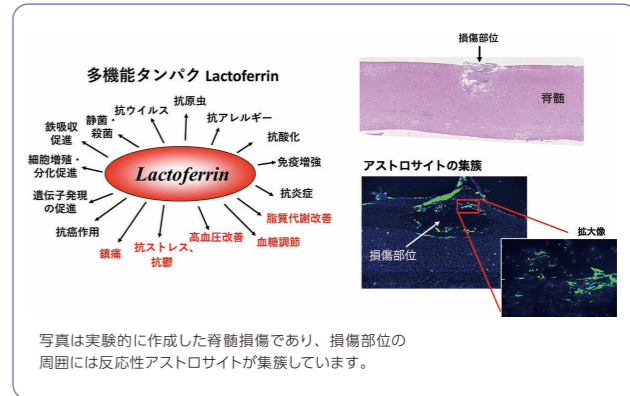 多機能タンパク Lactoferrin
抗原虫
抗ウイルス
抗アレルギー
静菌・
殺菌
鉄吸収
促進
抗酸化
細胞増殖・
分化促進
免疫増強
Lactoferrin
遺伝子発現
の促進
抗炎症
抗癌作用
脂質代謝改善
鎮痛
抗ストレス、
抗鬱
高血圧改善
血糖調節
損傷部位
脊髄
アストロサイトの集簇
損傷部位
拡大像
写真は実験的に作成した脊髄損傷であり、損傷部位の
周囲には反応性アストロサイトが集簇しています。